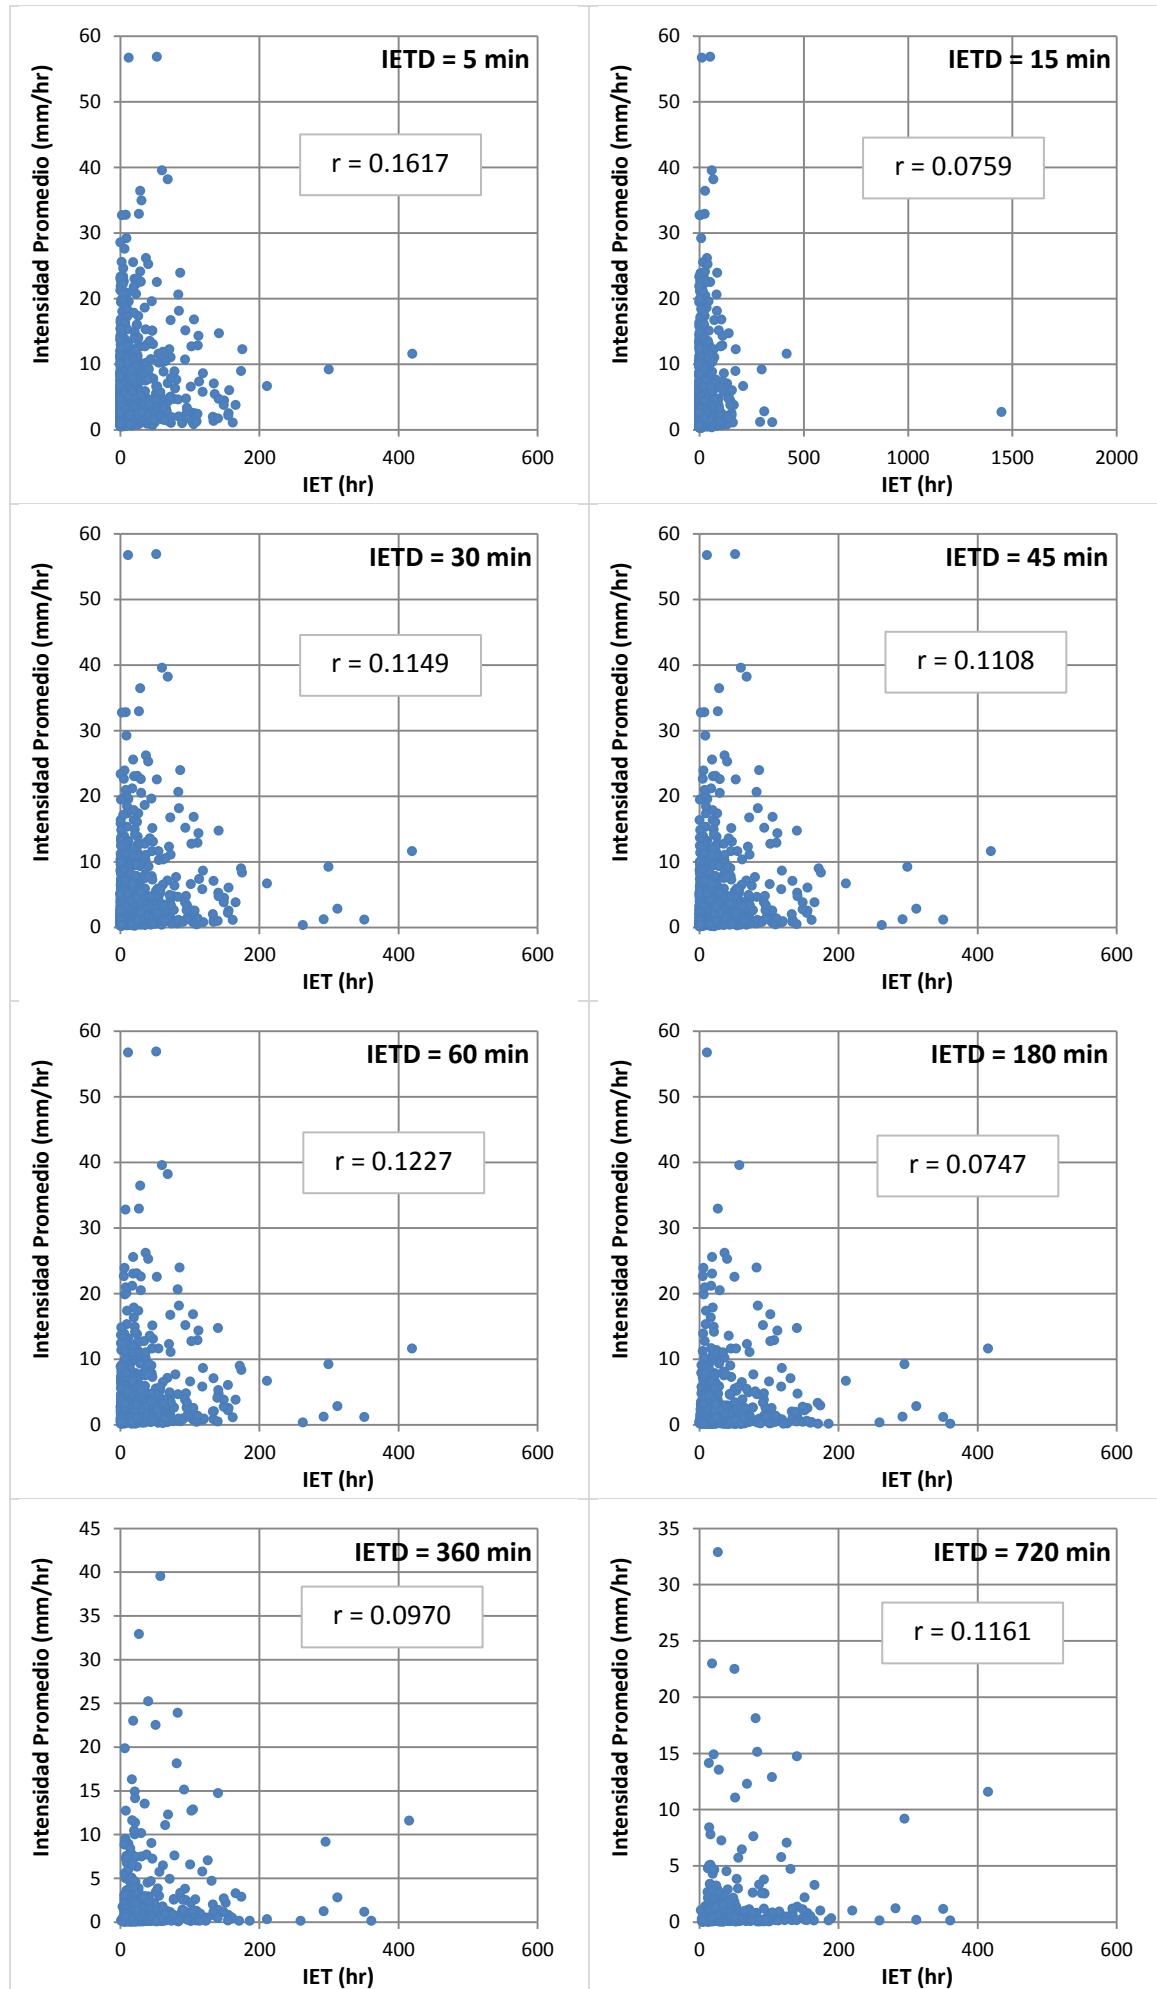 IETD = 5 min
r = 0.1617
Intensidad Promedio (mm/hr)
60
50
40
30
20
10
0
0 200 400 600
IET (hr)
IETD = 15 min
r = 0.0759
Intensidad Promedio (mm/hr)
60
50
40
30
20
10
0
0 500 1000 1500 2000
IET (hr)
IETD = 30 min
r = 0.1149
Intensidad Promedio (mm/hr)
60
50
40
30
20
10
0
0 200 400 600
IET (hr)
IETD = 45 min
r = 0.1108
Intensidad Promedio (mm/hr)
60
50
40
30
20
10
0
0 200 400 600
IET (hr)
IETD = 60 min
r = 0.1227
Intensidad Promedio (mm/hr)
60
50
40
30
20
10
0
0 200 400 600
IET (hr)
IETD = 180 min
r = 0.0747
Intensidad Promedio (mm/hr)
60
50
40
30
20
10
0
0 200 400 600
IET (hr)
IETD = 360 min
r = 0.0970
Intensidad Promedio (mm/hr)
45
40
35
30
25
20
15
10
5
0
0 200 400 600
IET (hr)
IETD = 720 min
r = 0.1161
Intensidad Promedio (mm/hr)
35
30
25
20
15
10
5
0
0 200 400 600
IET (hr)